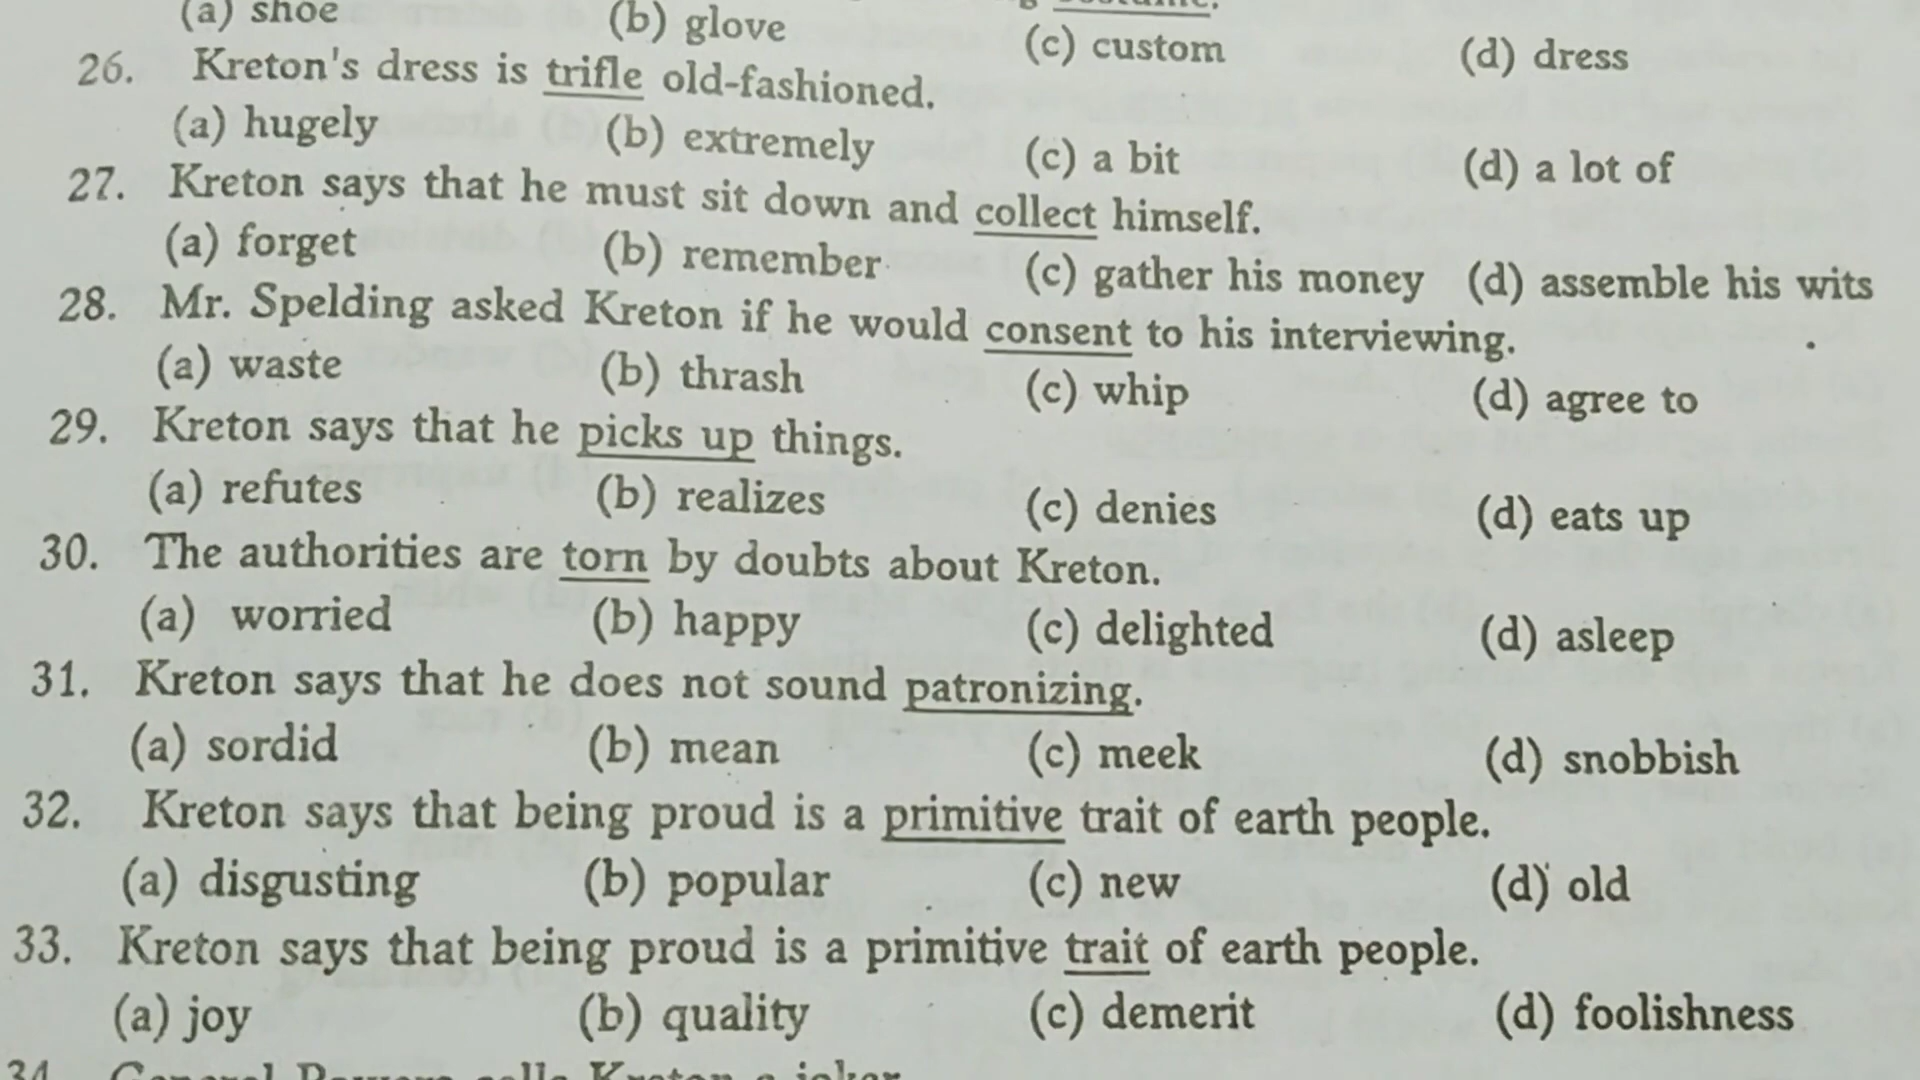 (a) shoe (b) glove (c) custom (d) dress
26. Kreton's dress is trifle old-fashioned.
(a) hugely (b) extremely (c) a bit (d) a lot of
27. Kreton says that he must sit down and collect himself.
(a) forget (b) remember (c) gather his money (d) assemble his wits
28. Mr. Spelding asked Kreton if he would consent to his interviewing.
(a) waste (b) thrash (c) whip (d) agree to
29. Kreton says that he picks up things.
(a) refutes (b) realizes (c) denies (d) eats up
30. The authorities are torn by doubts about Kreton.
(a) worried (b) happy (c) delighted (d) asleep
31. Kreton says that he does not sound patronizing.
(a) sordid (b) mean (c) meek (d) snobbish
32. Kreton says that being proud is a primitive trait of earth people.
(a) disgusting (b) popular (c) new (d) old
33. Kreton says that being proud is a primitive trait of earth people.
(a) joy (b) quality (c) demerit (d) foolishness
34. General Powers calls Kreton a joker